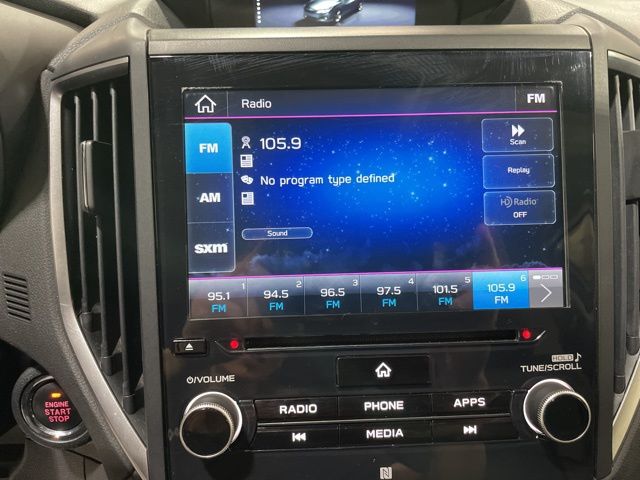 Radio
FM
FM
AM
sxm
105.9
No program type defined
Sound
Scan
Replay
HD Radio
OFF
1
95.1
FM
2
94.5
FM
3
96.5
FM
4
97.5
FM
5
101.5
FM
6
105.9
FM
/VOLUME
HOLD
TUNE/SCROLL
RADIO
PHONE
APPS
MEDIA
ENGINE
START
STOP
N